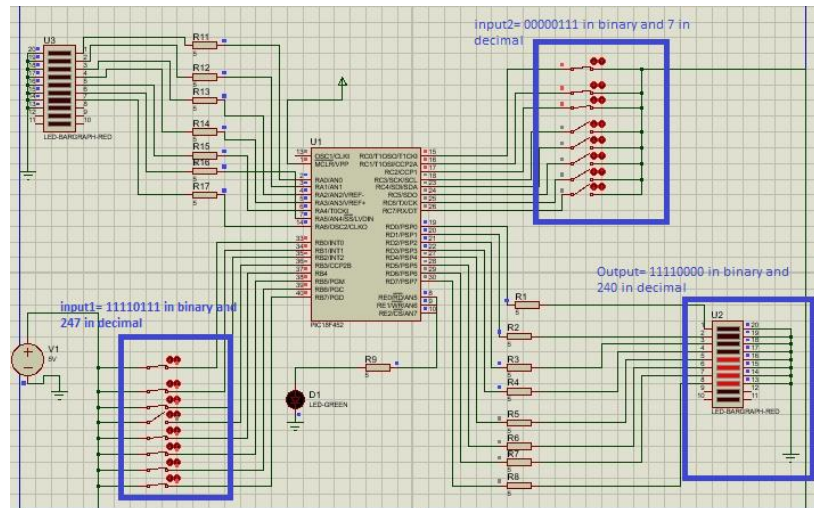 input2= 00000111 in binary and 7 in
decimal
U3
R11
R12
R13
R14
R15
R16
R17
LED-BARGRAPH-RED
U1
OSC1/CLKI
MCLR/VPP
RA0/AN0
RA1/AN1
RA2/AN2/VREF-
RA3/AN3/VREF+
RA4/T0CKI
RA5/AN4/SS/LVDIN
RA6/OSC2/CLKO
RB0/INT0
RB1/INT1
RB2/INT2
RB3/CCP2B
RB4
RB5/PGM
RB6/PGC
RB7/PGD
RC0/T1OSO/T1CKI
RC1/T1OSI/CCP2A
RC2/CCP1
RC3/SCK/SCL
RC4/SDI/SDA
RC5/SDO
RC6/TX/CK
RC7/RX/DT
RD0/PSP0
RD1/PSP1
RD2/PSP2
RD3/PSP3
RD4/PSP4
RD5/PSP5
RD6/PSP6
RD7/PSP7
RE0/RD/AN5
RE1/WR/AN6
RE2/CS/AN7
PIC18F452
Output= 11110000 in binary and
240 in decimal
input1= 11110111 in binary and
247 in decimal
V1
5V
R9
5
D1
LED-GREEN
R1
R2
R3
R4
R5
R6
R7
R8
U2
LED-BARGRAPH-RED